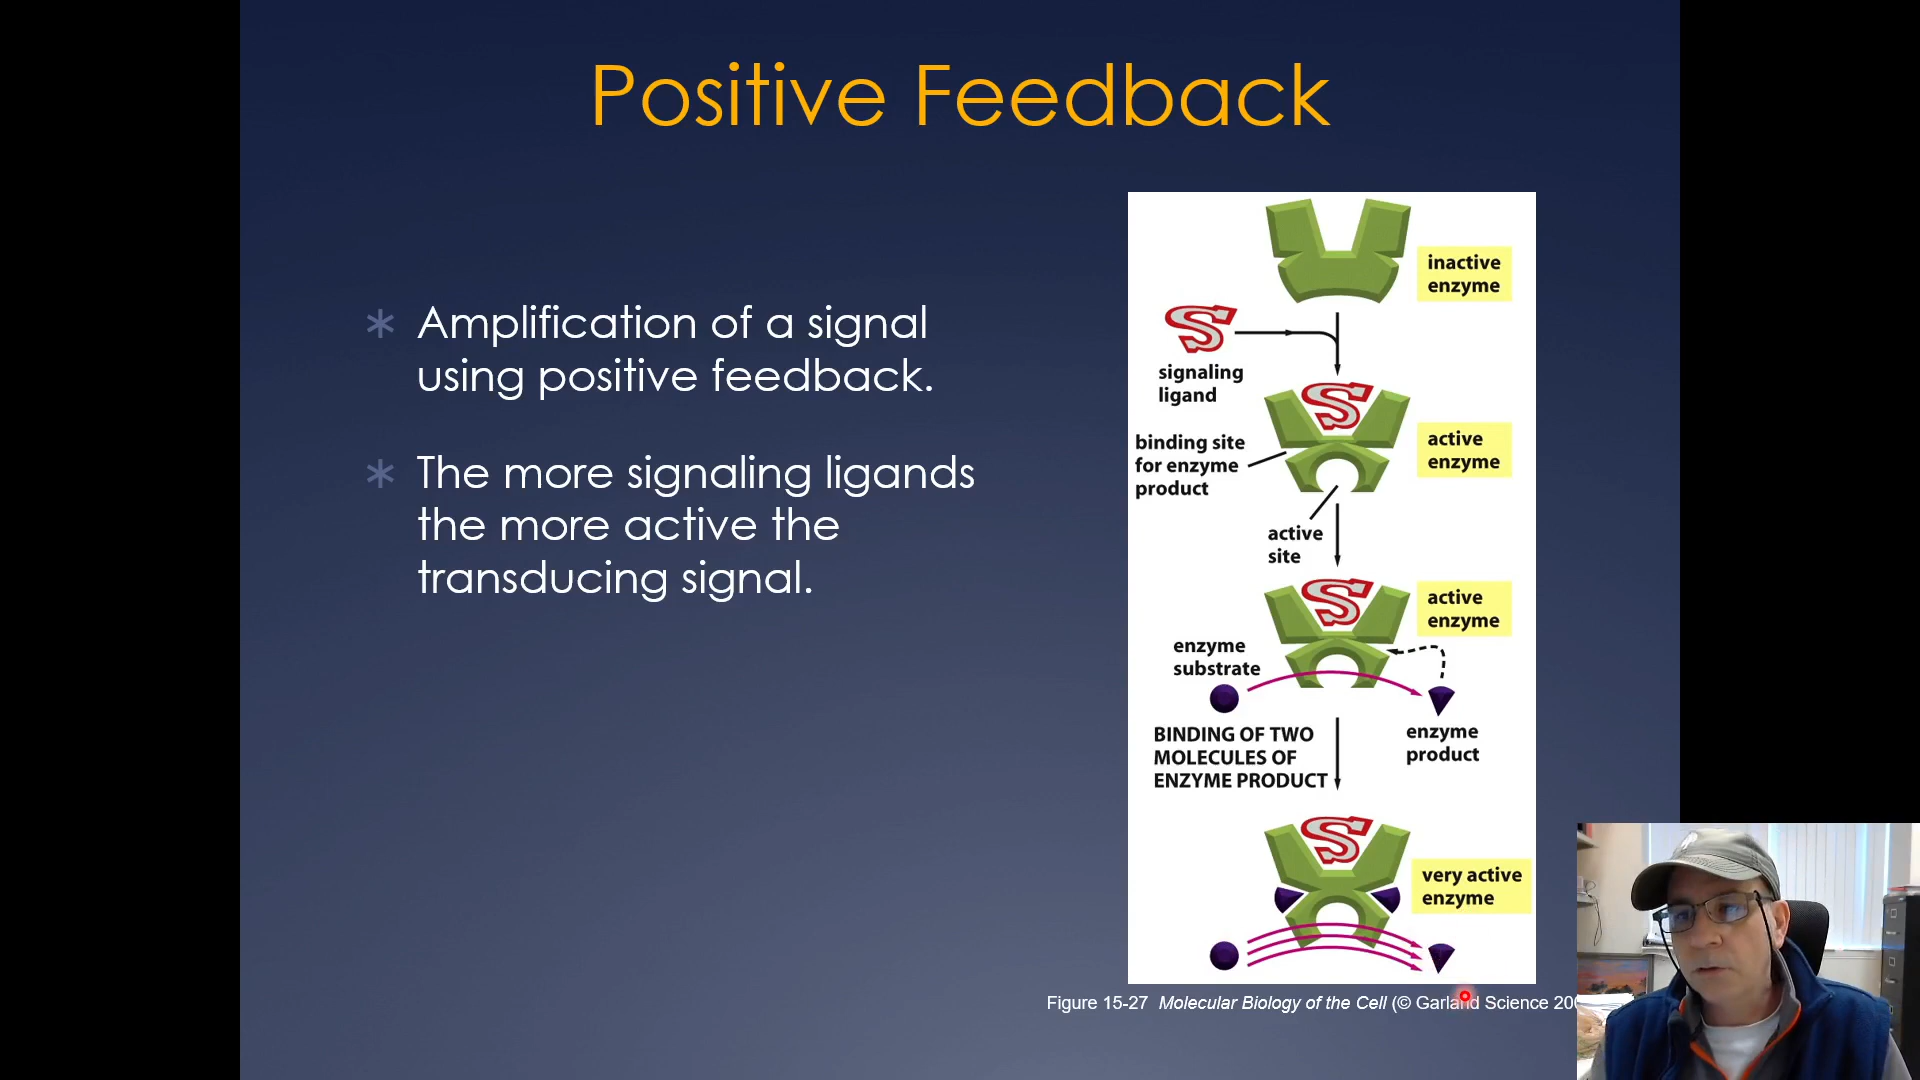 Positive Feedback
Amplification of a signal
using positive feedback.
The more signaling ligands
the more active the
transducing signal.
inactive
enzyme
S
signaling
ligand
S
binding site
for enzyme
product
active
enzyme
active
site
S
active
enzyme
enzyme
substrate
BINDING OF TWO
MOLECULES OF
ENZYME PRODUCT
enzyme
product
S
very active
enzyme
Figure 15-27 Molecular Biology of the Cell (© Garland Science